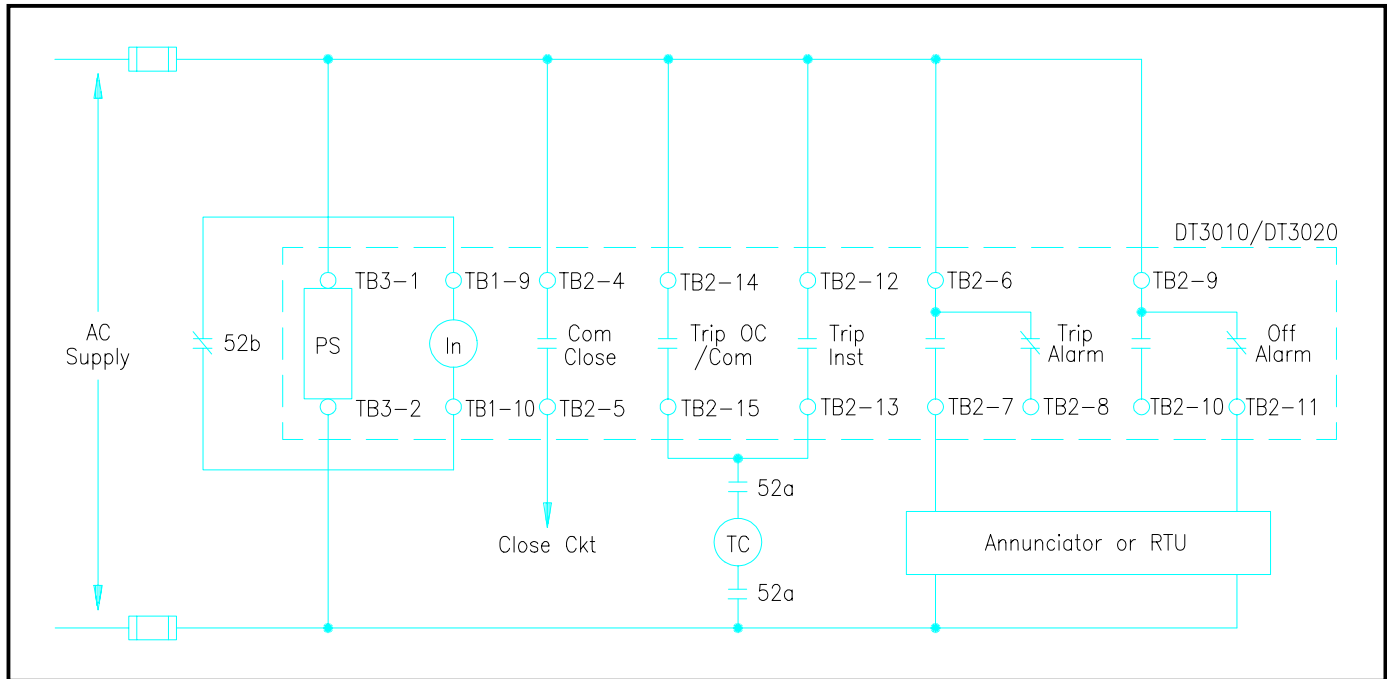 DT3010/DT3020
TB3-1
TB1-9
TB2-4
TB2-14
TB2-12
TB2-6
TB2-9
AC
Supply
52b
PS
In
Com
Close
Trip OC
/Com
Trip
Inst
Trip
Alarm
Off
Alarm
TB3-2
TB1-10
TB2-5
TB2-15
TB2-13
TB2-7
TB2-8
TB2-10
TB2-11
52a
Close Ckt
TC
Annunciator or RTU
52a